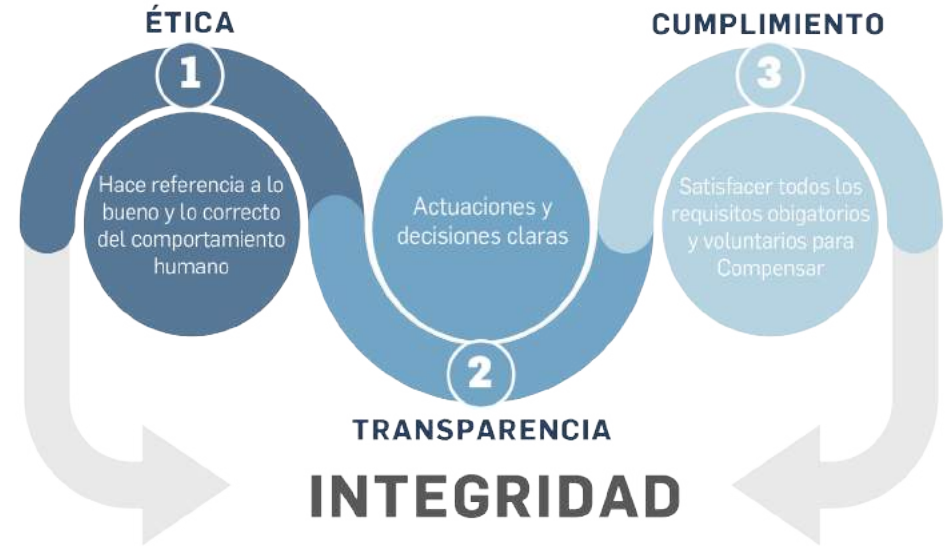 ÉTICA
1
Hace referencia a lo
bueno y lo correcto
del comportamiento
humano
Actuaciones y
decisiones claras
2
TRANSPARENCIA
CUMPLIMIENTO
3
Satisfacer todos los
requisitos obligatorios
y voluntarios para
Compensar
INTEGRIDAD